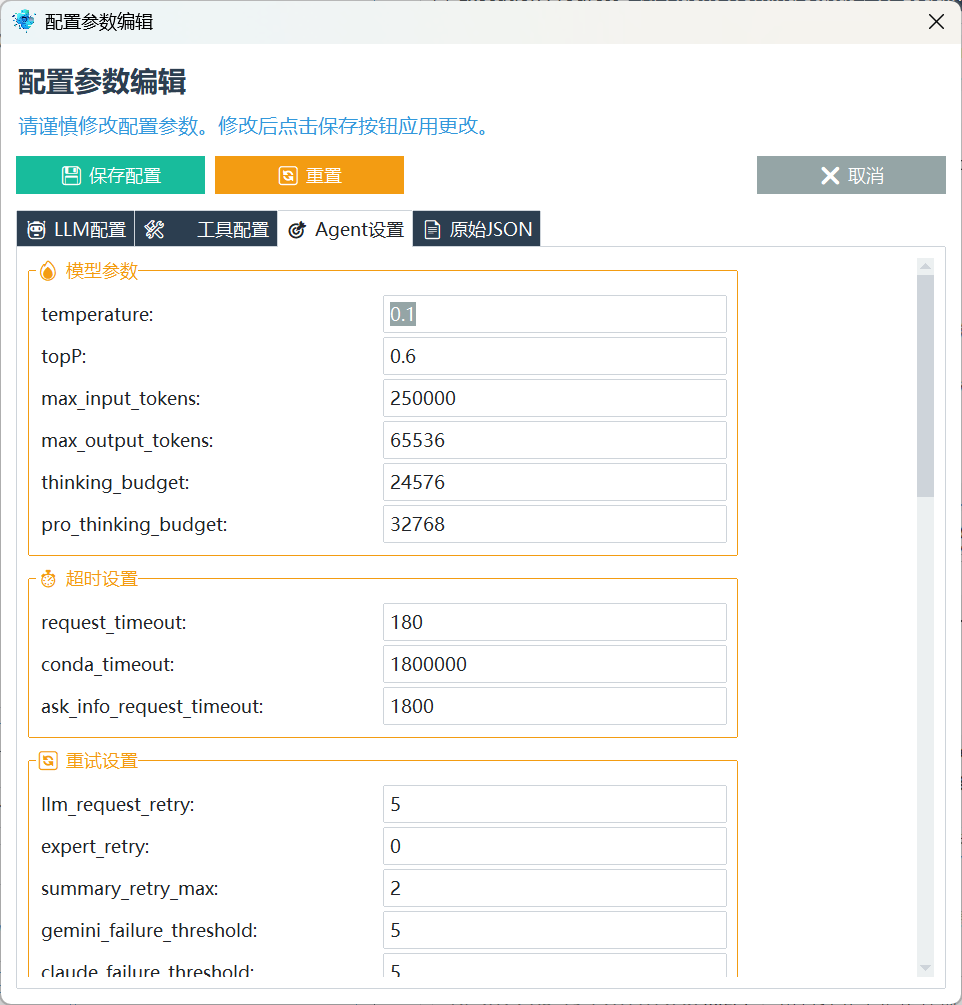 配置参数编辑
配置参数编辑
请谨慎修改配置参数。修改后点击保存按钮应用更改。
保存配置 重置 取消
LLM配置 工具配置 Agent设置 原始JSON
模型参数
temperature: 0.1
topP: 0.6
max_input_tokens: 250000
max_output_tokens: 65536
thinking_budget: 24576
pro_thinking_budget: 32768
超时设置
request_timeout: 180
conda_timeout: 1800000
ask_info_request_timeout: 1800
重试设置
llm_request_retry: 5
expert_retry: 0
summary_retry_max: 2
gemini_failure_threshold: 5
claude_failure_threshold: 5